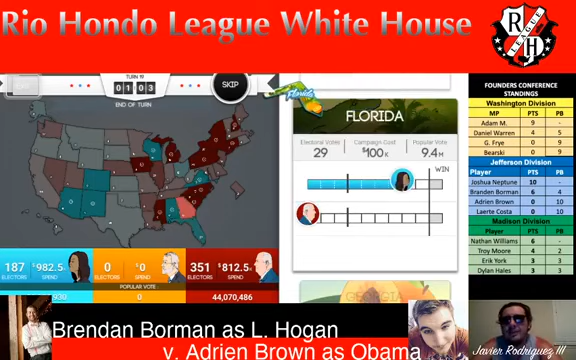 Rio Hondo League White House
R
H
LEAGUE
TURN 19
01:03
END OF TURN
SKIP
Florida
FLORIDA
Electoral Votes
Campaign Cost
Popular Vote
29
$100K
9.4M
WIN
187
$982.5K
0
$0
351
$812.5K
ELECTORS
SPEND
ELECTORS
SPEND
ELECTORS
SPEND
POPULAR VOTE
930
44,070,486
FOUNDERS CONFERENCE
STANDINGS
Washington Division
MP PTS PB
Adam M. 9 -
Daniel Warren 4 5
G. Frye 0 9
Bearski 0 9
Jefferson Division
Player PTS PB
Joshua Neptune 10 -
Branden Borman 6 4
Adrien Brown 0 10
Laerte Costa 0 10
Madison Division
Player PTS PB
Nathan Williams 6 -
Troy Moore 4 2
Erik York 3 3
Dylan Hales 3 3
Brendan Borman as L. Hogan
v. Adrien Brown as Obama
Javier Rodriguez III